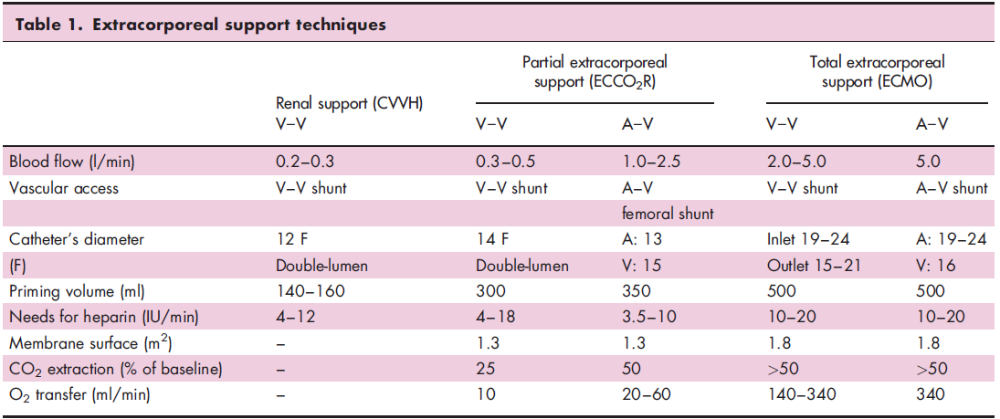 Table 1. Extracorporeal support techniques
Partial extracorporeal Total extracorporeal
support (ECCO2R) support (ECMO)
Renal support (CVVH)
V–V V–V A–V V–V A–V
Blood flow (l/min) 0.2–0.3 0.3–0.5 1.0–2.5 2.0–5.0 5.0
Vascular access V–V shunt V–V shunt A–V V–V shunt A–V shunt
femoral shunt
Catheter's diameter 12 F 14 F A: 13 Inlet 19–24 A: 19–24
(F) Double-lumen Double-lumen V: 15 Outlet 15–21 V: 16
Priming volume (ml) 140–160 300 350 500 500
Needs for heparin (IU/min) 4–12 4–18 3.5–10 10–20 10–20
Membrane surface (m2) – 1.3 1.3 1.8 1.8
CO2 extraction (% of baseline) – 25 50 >50 >50
O2 transfer (ml/min) – 10 20–60 140–340 340